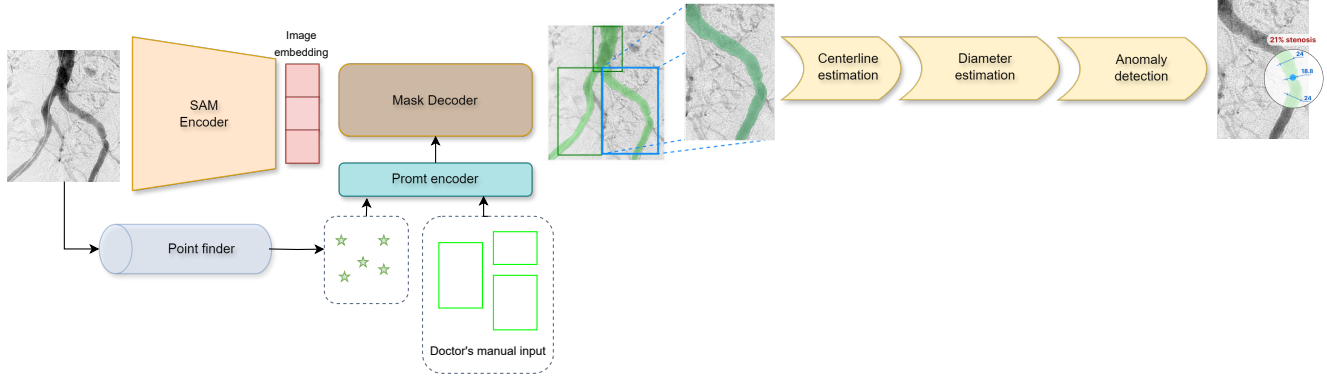 Image
embedding
SAM
Encoder
Mask Decoder
Promt encoder
Point finder
Doctor's manual input
Centerline
estimation
Diameter
estimation
Anomaly
detection
21% stenosis
24
18.8
24